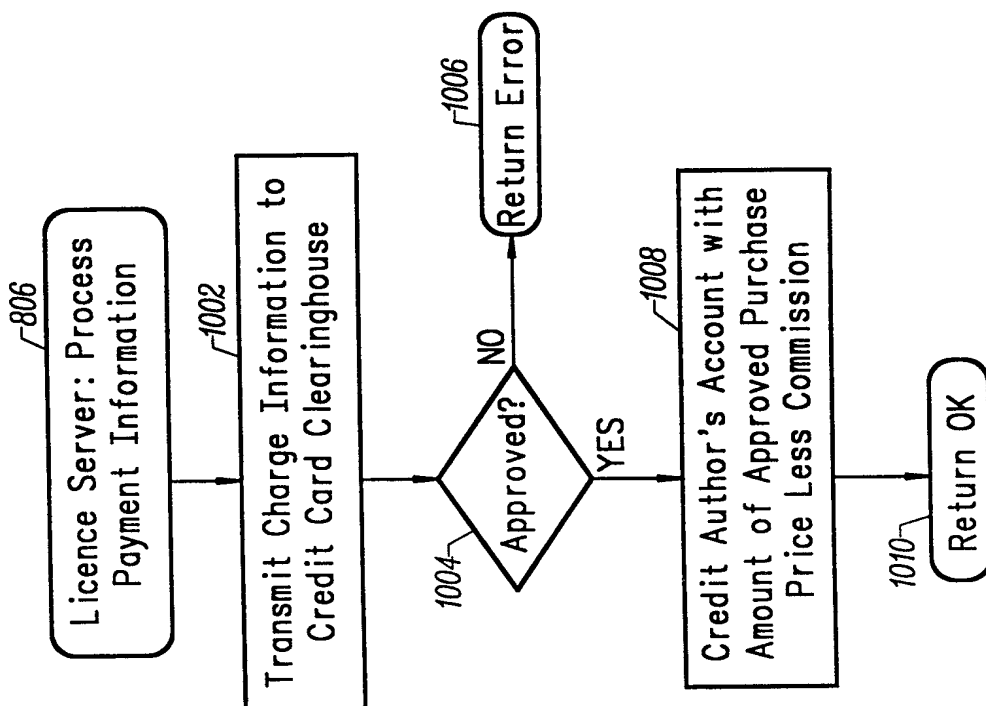 806
Licence Server: Process
Payment Information
1002
Transmit Charge Information to
Credit Card Clearinghouse
1004
Approved?
NO
1006
Return Error
YES
1008
Credit Author's Account with
Amount of Approved Purchase
Price Less Commission
1010
Return OK